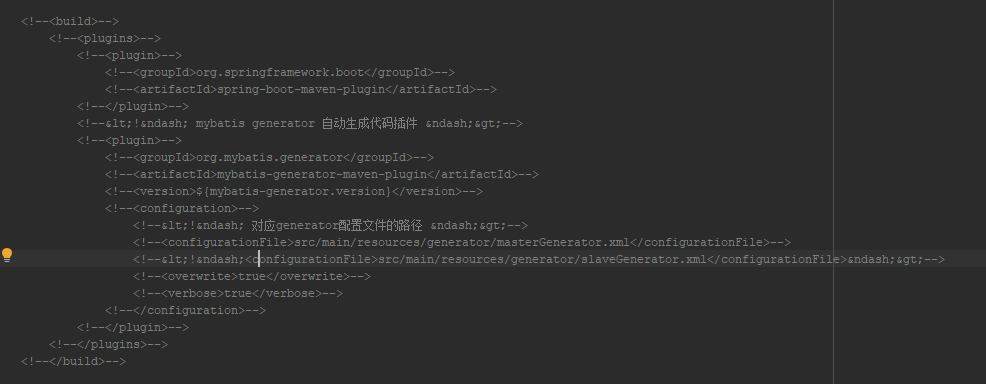 <!--<build>-->
<!--<plugins>-->
<!--<plugin>-->
<!--<groupId>org.springframework.boot</groupId>-->
<!--<artifactId>spring-boot-maven-plugin</artifactId>-->
<!--</plugin>-->
<!--&lt;!&ndash; mybatis generator 自动生成代码插件 &ndash;&gt;-->
<!--<plugin>-->
<!--<groupId>org.mybatis.generator</groupId>-->
<!--<artifactId>mybatis-generator-maven-plugin</artifactId>-->
<!--<version>${mybatis-generator.version}</version>-->
<!--<configuration>-->
<!--&lt;!&ndash; 对应generator配置文件的路径 &ndash;&gt;-->
<!--<configurationFile>src/main/resources/generator/masterGenerator.xml</configurationFile>-->
<!--&lt;!&ndash;<configurationFile>src/main/resources/generator/slaveGenerator.xml</configurationFile>&ndash;&gt;-->
<!--<overwrite>true</overwrite>-->
<!--<verbose>true</verbose>-->
<!--</configuration>-->
<!--</plugin>-->
<!--</plugins>-->
<!--</build>-->